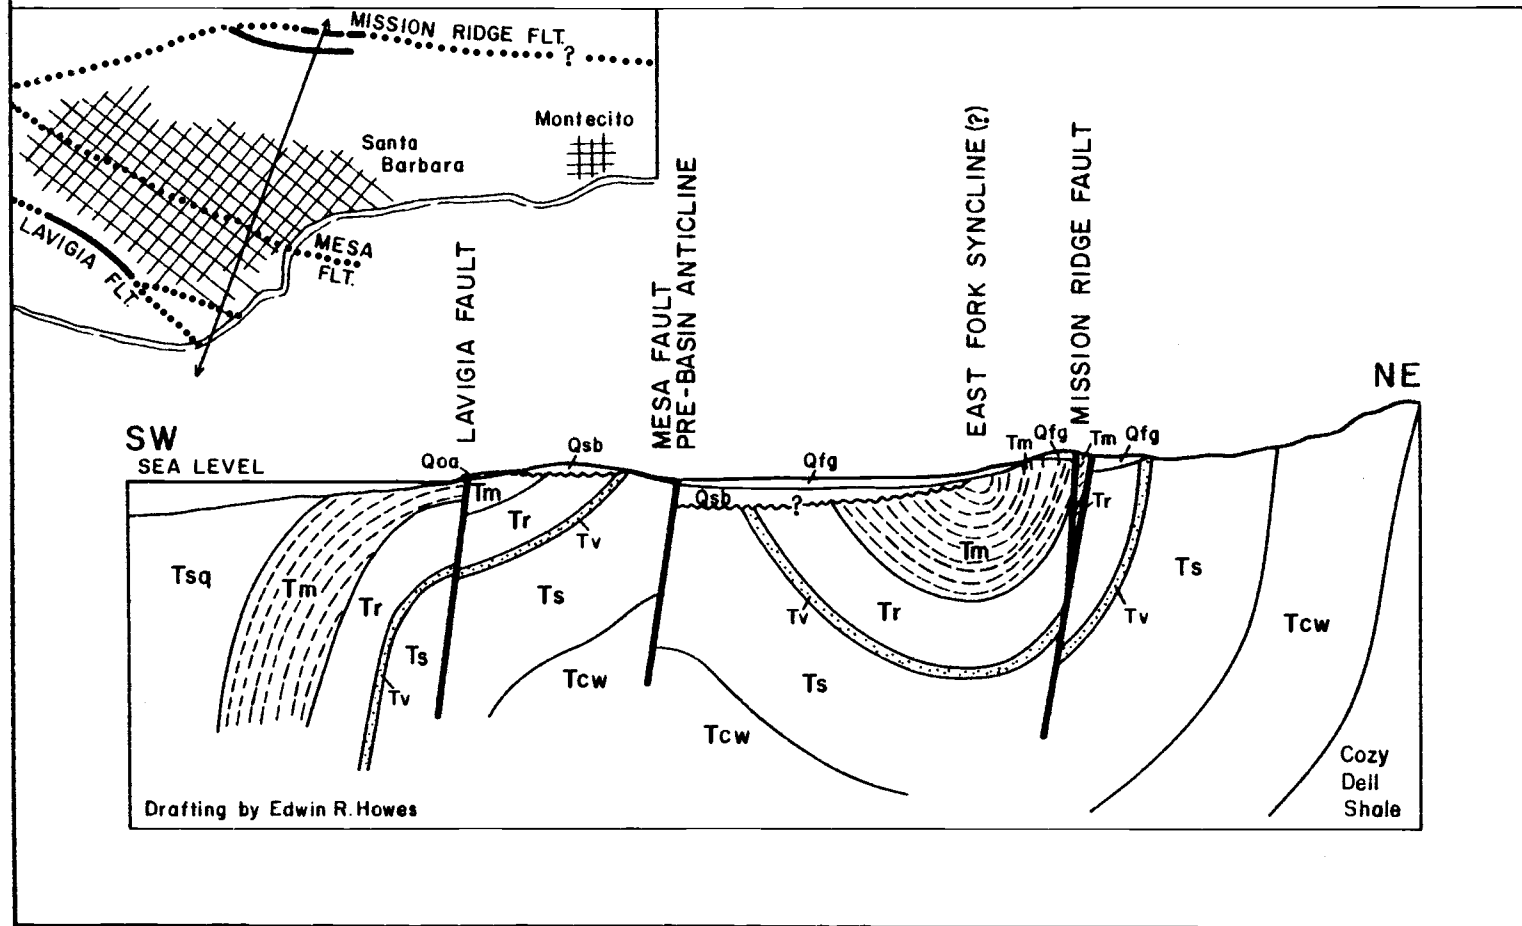 MISSION RIDGE FLT.
?
Montecito
Santa
Barbara
LAVIGIA FLT.
MESA
FLT.
LAVIGIA FAULT
MESA FAULT
PRE-BASIN ANTICLINE
EAST FORK SYNCLINE (?)
MISSION RIDGE FAULT
NE
SW
SEA LEVEL
Qoa
Qsb
Qfg
Tm
Qfg
Tm
Qfg
Tm
Qsb
?
Tr
Tr
Tv
Tm
Tsq
Tm
Tr
Ts
Ts
Tv
Tr
Tv
Tcw
Ts
Tv
Tcw
Ts
Tcw
Cozy
Dell
Shale
Drafting by Edwin R. Howes